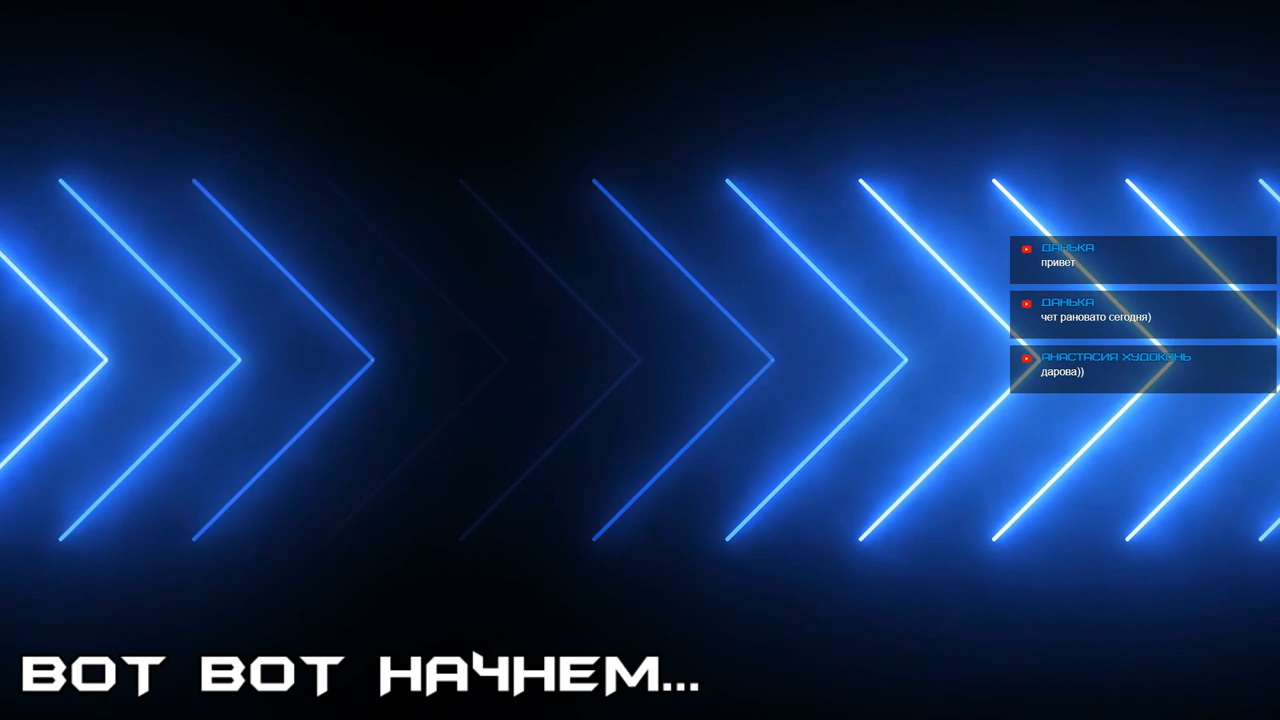 ДАНЬКА
привет
ДАНЬКА
чет рановато сегодня)
АНАСТАСИЯ ХУДОКОНЬ
дарова))
ВОТ ВОТ НАЧНЕМ...